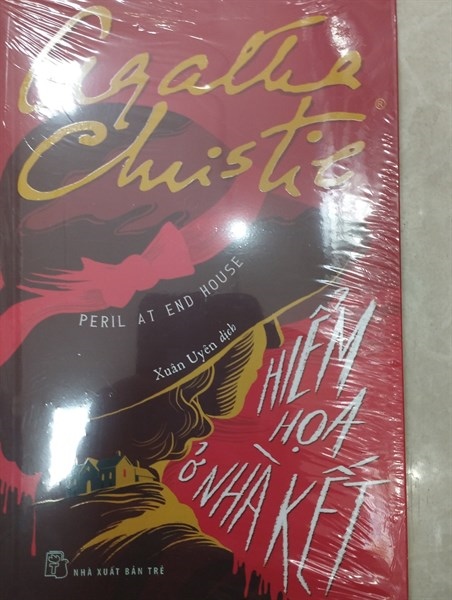 Agatha
Christie®
PERIL AT END HOUSE
Xuân Uyên dịch
HIỂM
HỌA
Ở NHÀ
KẾT
NHÀ XUẤT BẢN TRẺ